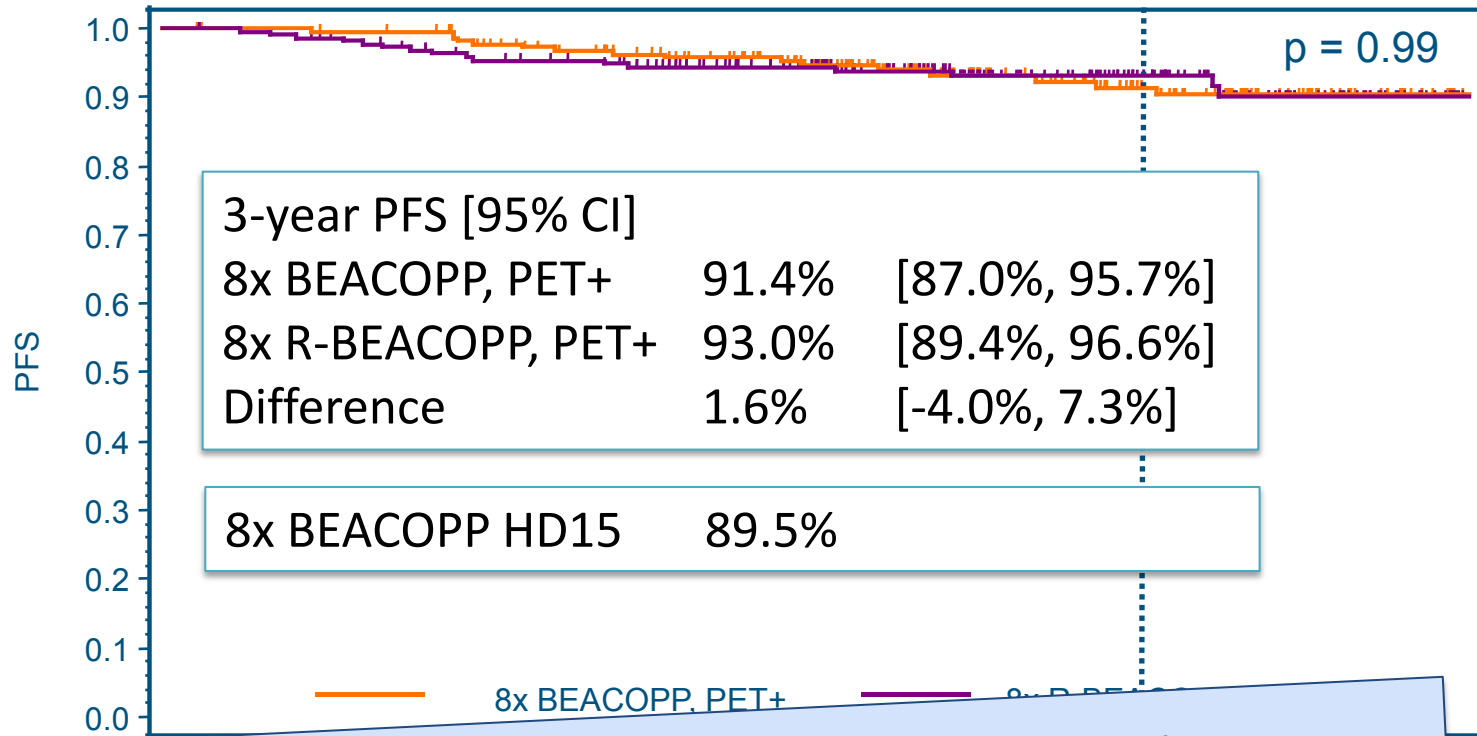 1.0
p = 0.99
0.9
0.8
3-year PFS [95% CI]
0.7
8x BEACOPP, PET+ 91.4% [87.0%, 95.7%]
0.6
8x R-BEACOPP, PET+ 93.0% [89.4%, 96.6%]
PFS
0.5
Difference 1.6% [-4.0%, 7.3%]
0.4
0.3
8x BEACOPP HD15 89.5%
0.2
0.1
8x BEACOPP, PET+
0.0